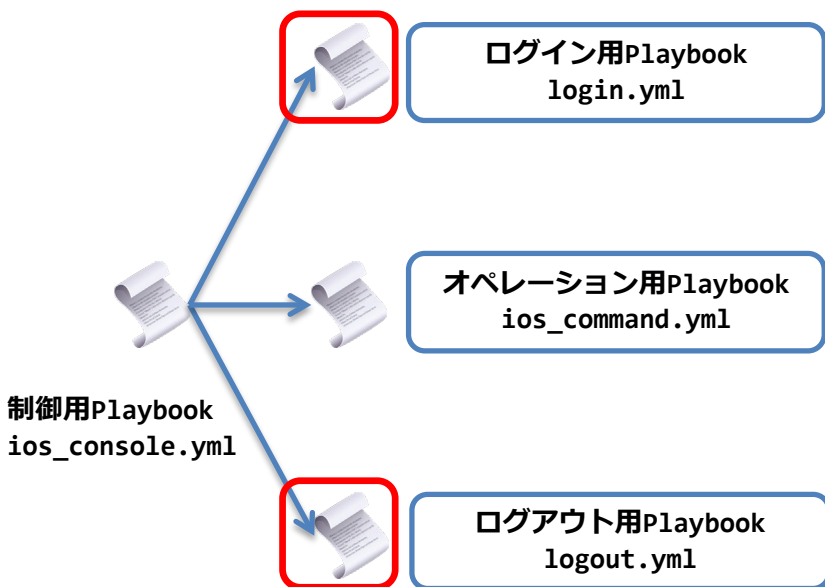 ログイン用Playbook
login.yml
オペレーション用Playbook
ios_command.yml
制御用Playbook
ios_console.yml
ログアウト用Playbook
logout.yml